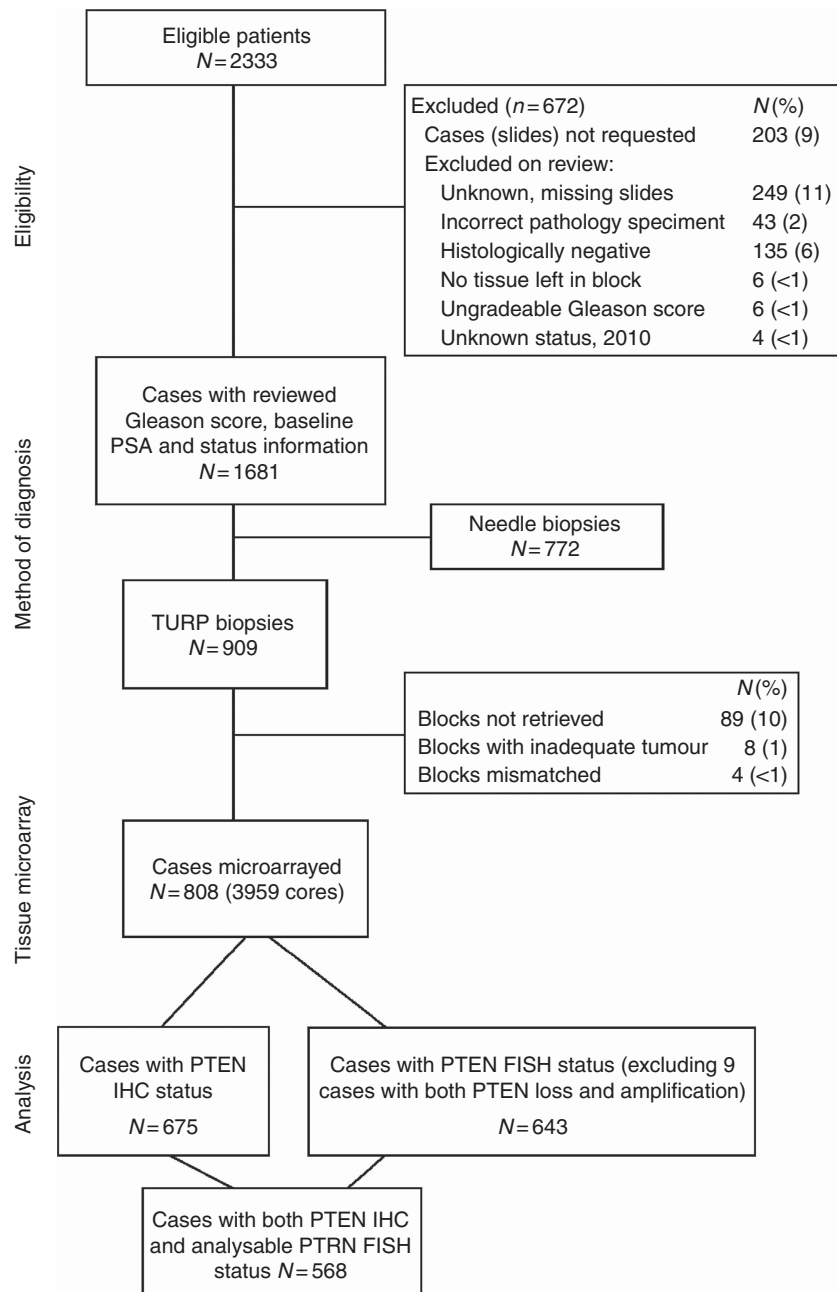 Eligible patients
N=2333
Excluded (n=672) N(%)
Cases (slides) not requested 203 (9)
Excluded on review:
Unknown, missing slides 249 (11)
Incorrect pathology speciment 43 (2)
Histologically negative 135 (6)
No tissue left in block 6 (<1)
Ungradeable Gleason score 6 (<1)
Unknown status, 2010 4 (<1)
Eligibility
Cases with reviewed
Gleason score, baseline
PSA and status information
N=1681
Method of diagnosis
Needle biopsies
N=772
TURP biopsies
N=909
N(%)
Blocks not retrieved 89 (10)
Blocks with inadequate tumour 8 (1)
Blocks mismatched 4 (<1)
Tissue microarray
Cases microarrayed
N=808 (3959 cores)
Analysis
Cases with PTEN
IHC status
N=675
Cases with PTEN FISH status (excluding 9
cases with both PTEN loss and amplification)
N=643
Cases with both PTEN IHC
and analysable PTRN FISH
status N=568